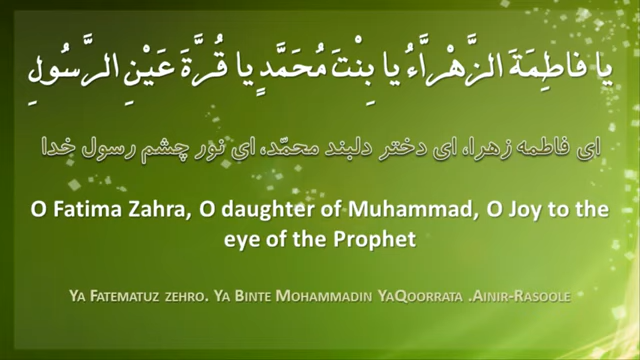 يا فاطِمَةَ الزَّهْراَّءُ يا بِنْتَ مُحَمَّدٍ يا قُرَّةَ عَيْنِ الرَّسُولِ
ای فاطمه زهرا، ای دختر دلبند محمّد، ای نور چشم رسول خدا
O Fatima Zahra, O daughter of Muhammad, O Joy to the
eye of the Prophet
Ya Fatematuz zehro. Ya Binte Mohammadin YaQoorrata .Ainir-Rasoole